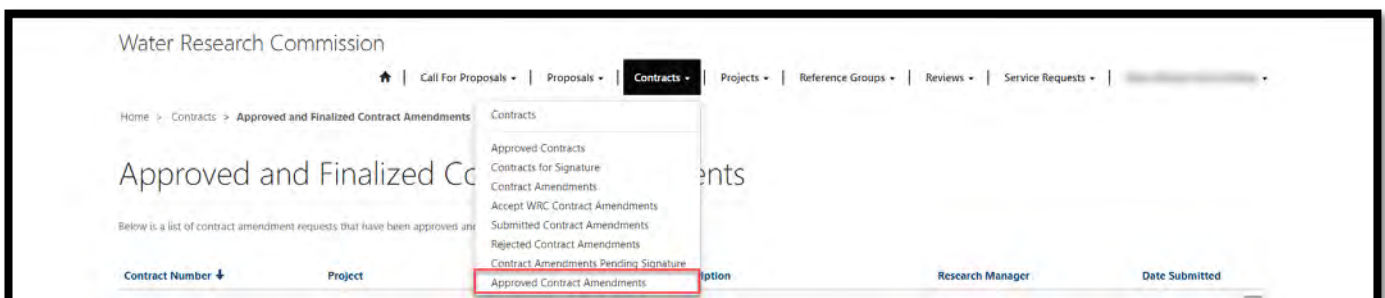 Water Research Commission
Call For Proposals | Proposals | Contracts | Projects | Reference Groups | Reviews | Service Requests |
Home > Contracts > Approved and Finalized Contract Amendments
Contracts
Approved Contracts
Contracts for Signature
Contract Amendments
Accept WRC Contract Amendments
Submitted Contract Amendments
Rejected Contract Amendments
Contract Amendments Pending Signature
Approved Contract Amendments
Approved and Finalized Co ents
Below is a list of contract amendment requests that have been approved and
Contract Number Project iption Research Manager Date Submitted